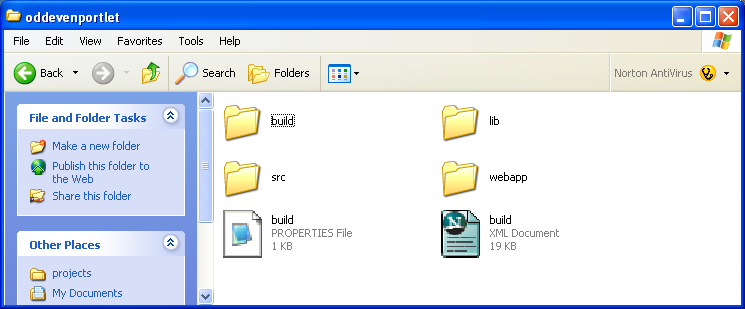 oddevenportlet
File Edit View Favorites Tools Help
Back Search Folders Norton AntiVirus
File and Folder Tasks
Make a new folder
Publish this folder to
the Web
Share this folder
Other Places
projects
My Documents
build lib
src webapp
build
PROPERTIES File
1 KB
build
XML Document
19 KB